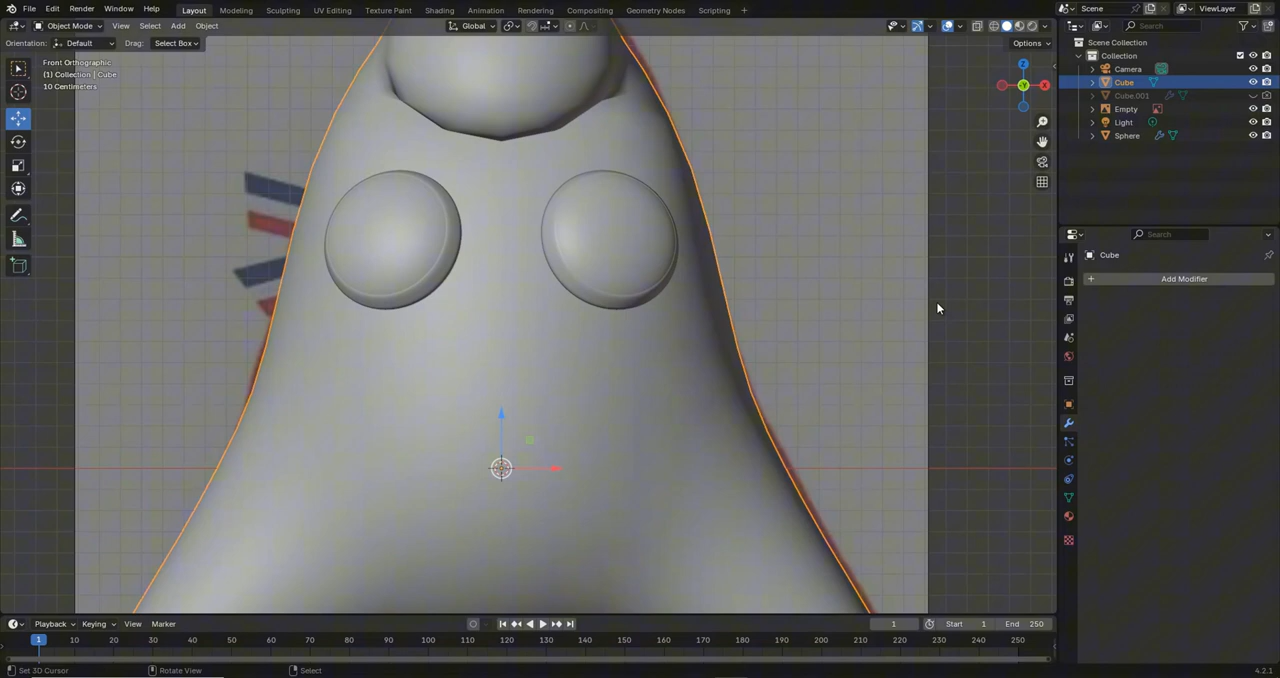 File Edit Render Window Help Layout Modeling Sculpting UV Editing Texture Paint Shading Animation Rendering Compositing Geometry Nodes Scripting + Scene ViewLayer
Object Mode View Select Add Object Global Search
Orientation: Default Drag: Select Box Options
Front Orthographic
(1) Collection | Cube
10 Centimeters
Z
Y
X
Scene Collection
Collection
Camera
Cube
Cube.001
Empty
Light
Sphere
Search
Cube
+ Add Modifier
Playback Keying View Marker 1 Start 1 End 250
1 10 20 30 40 50 60 70 80 90 100 110 120 130 140 150 160 170 180 190 200 210 220 230 240 250
Set 3D Cursor Rotate View Select 4.2.1